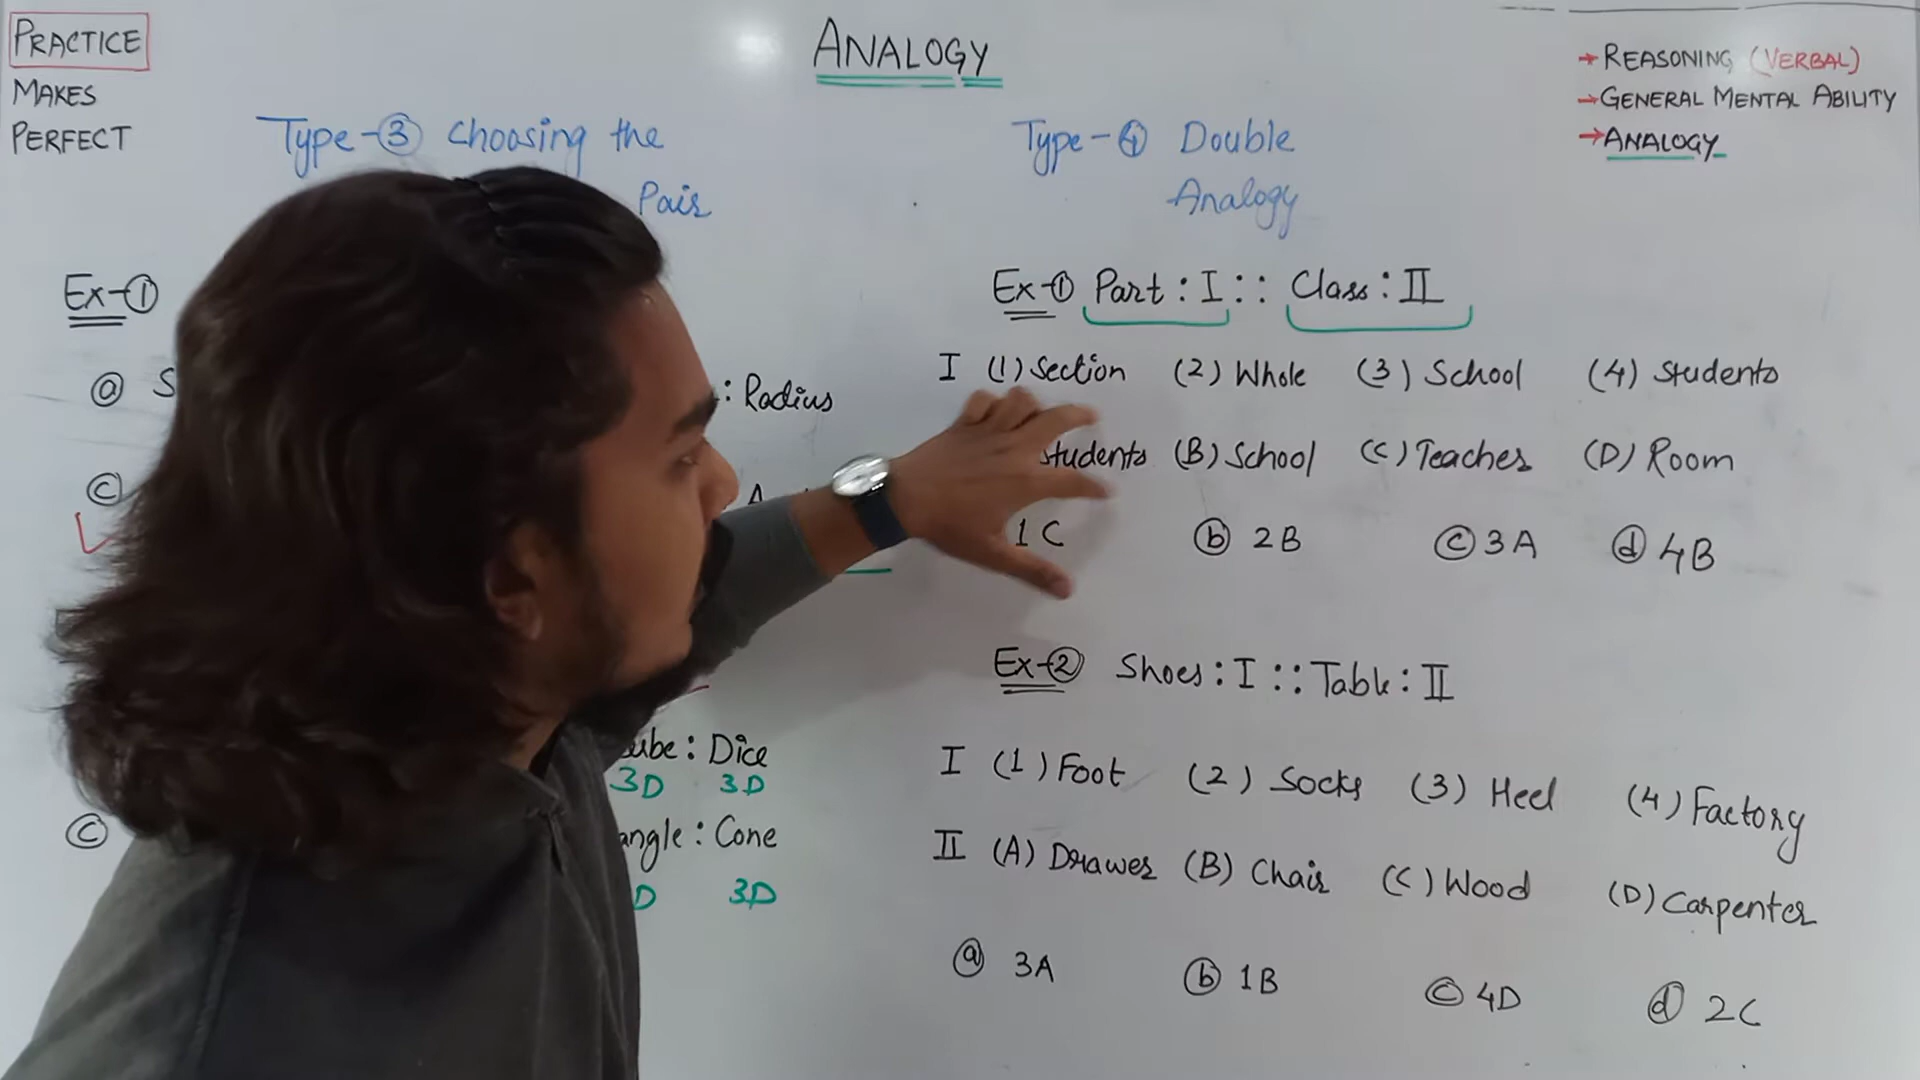 PRACTICE
MAKES
PERFECT
ANALOGY
→ REASONING (VERBAL)
→ GENERAL MENTAL ABILITY
→ ANALOGY
Type-③ Choosing the
Pair
Ex-①
ⓐ S
: Radius
ⓒ
: Dice
3D 3D
ⓒ
: Cone
D 3D
Type-④ Double
Analogy
Ex-① Part : I :: Class : II
I (1) Section (2) Whole (3) School (4) Students
Students (B) School (C) Teacher (D) Room
1C ⓑ 2B ⓒ 3A ⓓ 4B
Ex-② Shoes : I :: Table : II
I (1) Foot (2) Socks (3) Heel (4) Factory
II (A) Drawer (B) Chair (C) Wood (D) Carpenter
ⓐ 3A ⓑ 1B ⓒ 4D ⓓ 2C